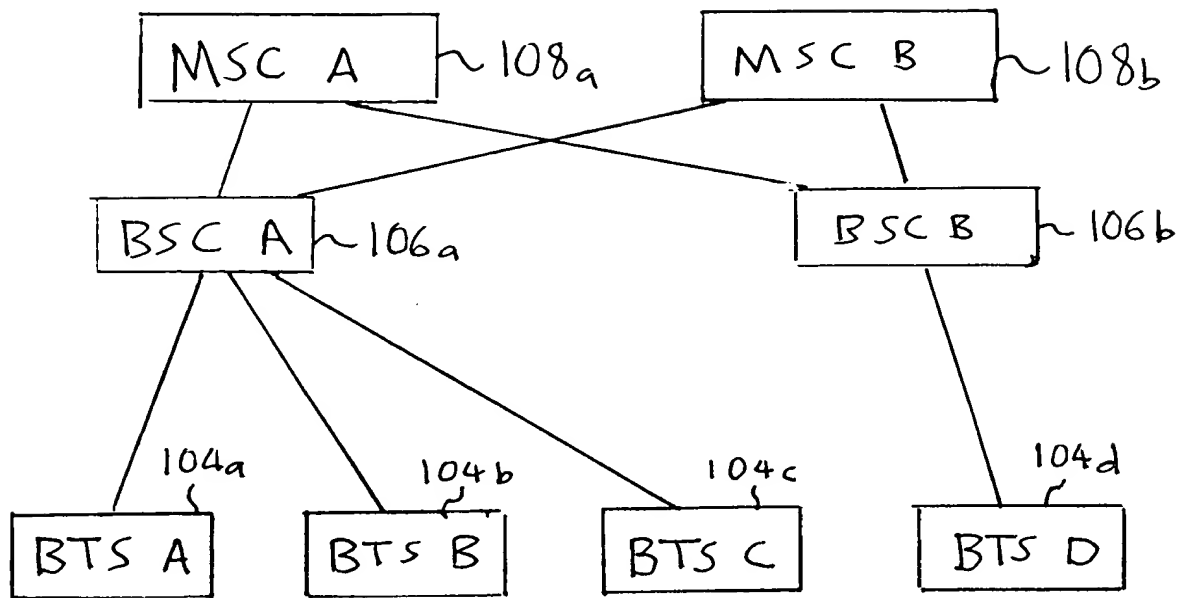 MSC A 108a MSC B 108b
BSC A 106a BSC B 106b
104a 104b 104c 104d
BTS A BTS B BTS C BTS D